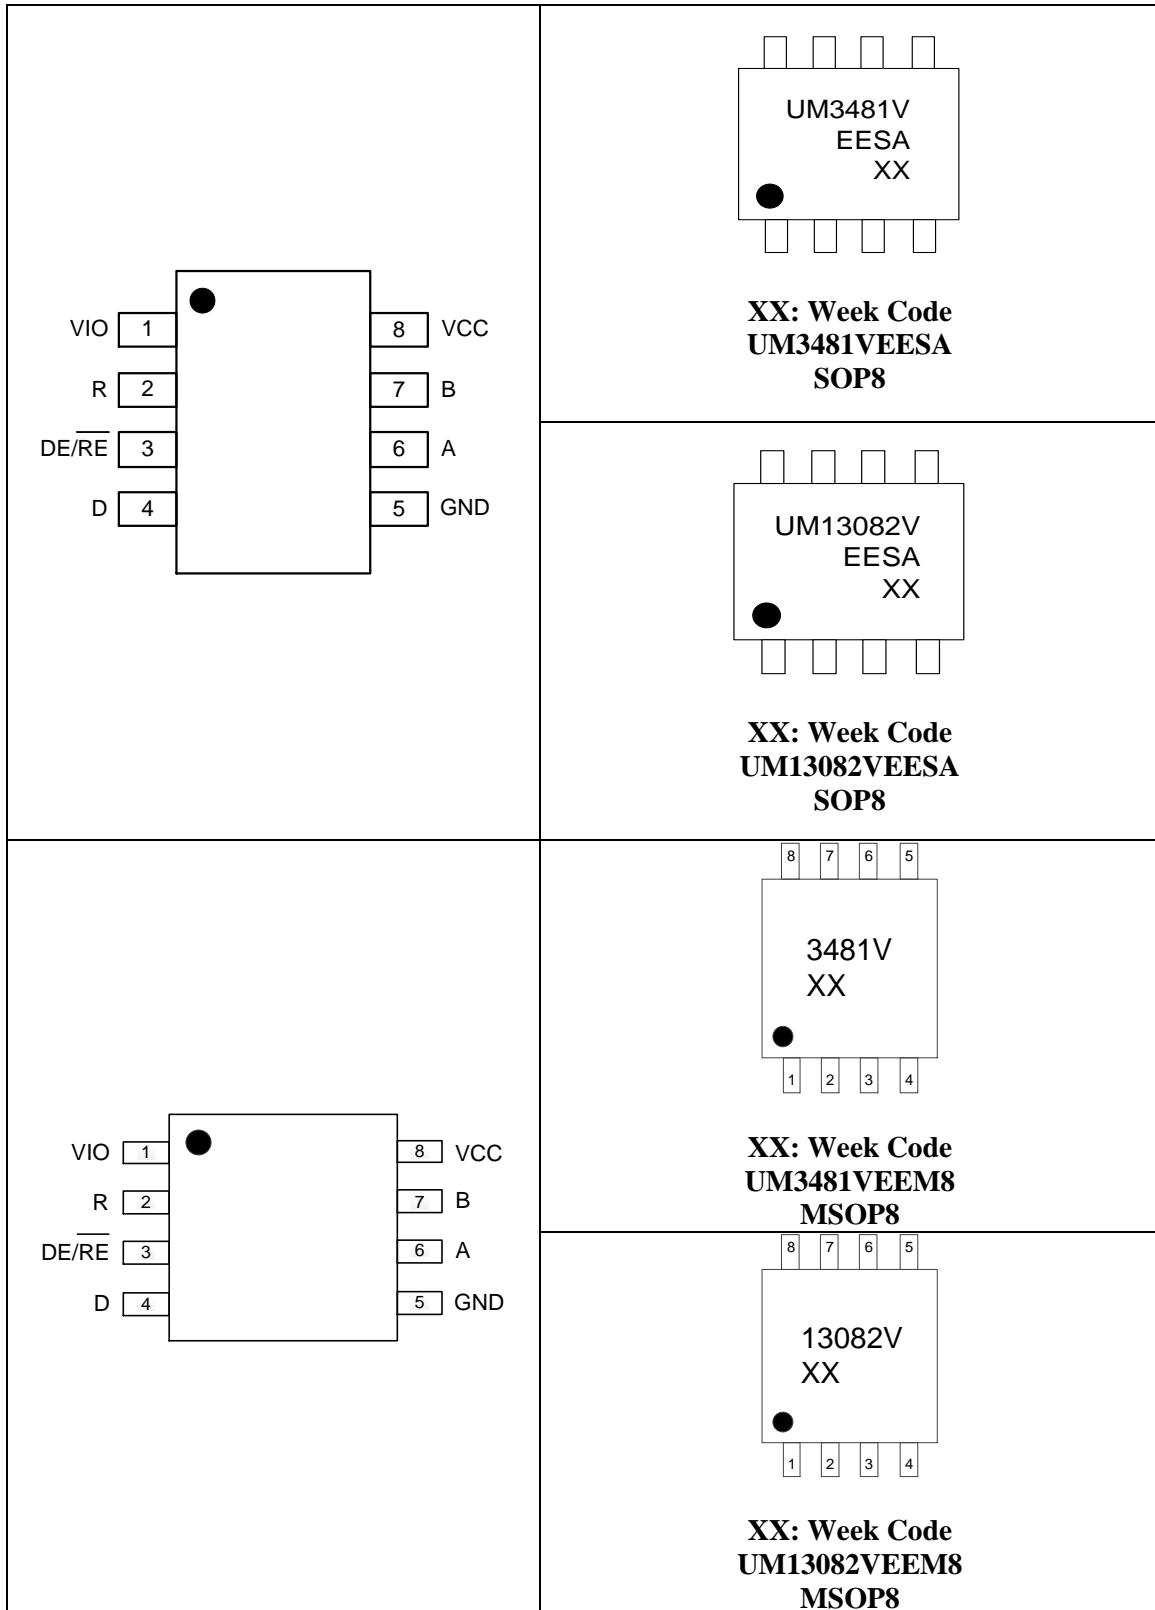 VIO 1 8 VCC
R 2 7 B
DE/RE 3 6 A
D 4 5 GND
UM3481V
EESA
XX
XX: Week Code
UM3481VEESA
SOP8
UM13082V
EESA
XX
XX: Week Code
UM13082VEESA
SOP8
VIO 1 8 VCC
R 2 7 B
DE/RE 3 6 A
D 4 5 GND
8 7 6 5
3481V
XX
1 2 3 4
XX: Week Code
UM3481VEEM8
MSOP8
8 7 6 5
13082V
XX
1 2 3 4
XX: Week Code
UM13082VEEM8
MSOP8